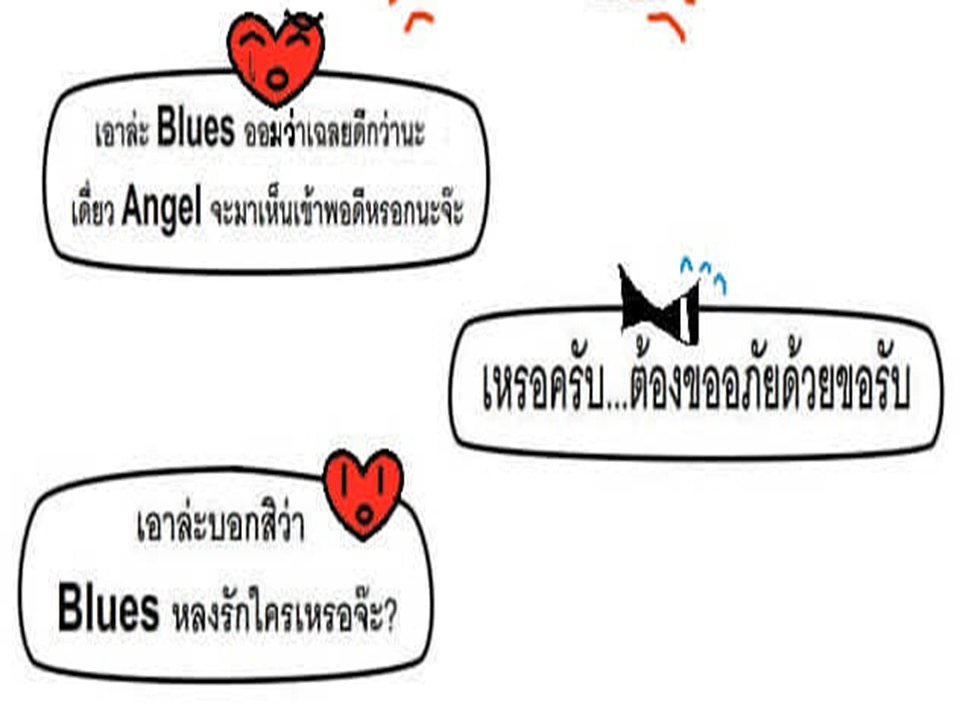 เอาล่ะ Blues ออมว่าเฉลยดีกว่านะ
เดี๋ยว Angel จะมาเห็นเข้าพอดีหรอกนะจ๊ะ
เหรอครับ...ต้องขออภัยด้วยขอรับ
เอาล่ะบอกสิว่า
Blues หลงรักใครเหรอจ๊ะ?